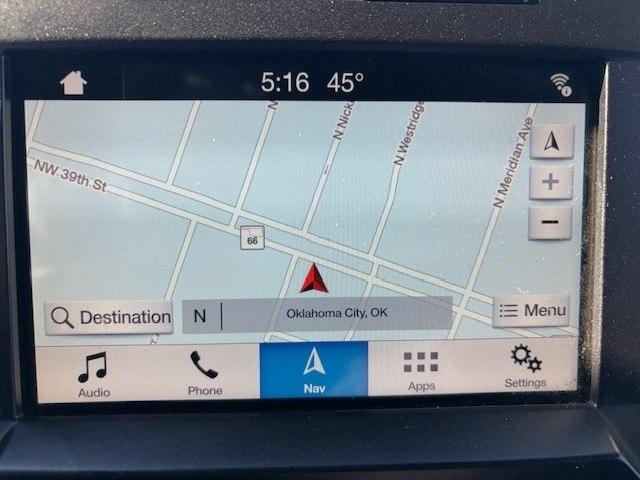 5:16 45°
N
N Nick
N Westridge
N Meridian Ave
NW 39th St
66
Destination
N
Oklahoma City, OK
Menu
Audio
Phone
Nav
Apps
Settings